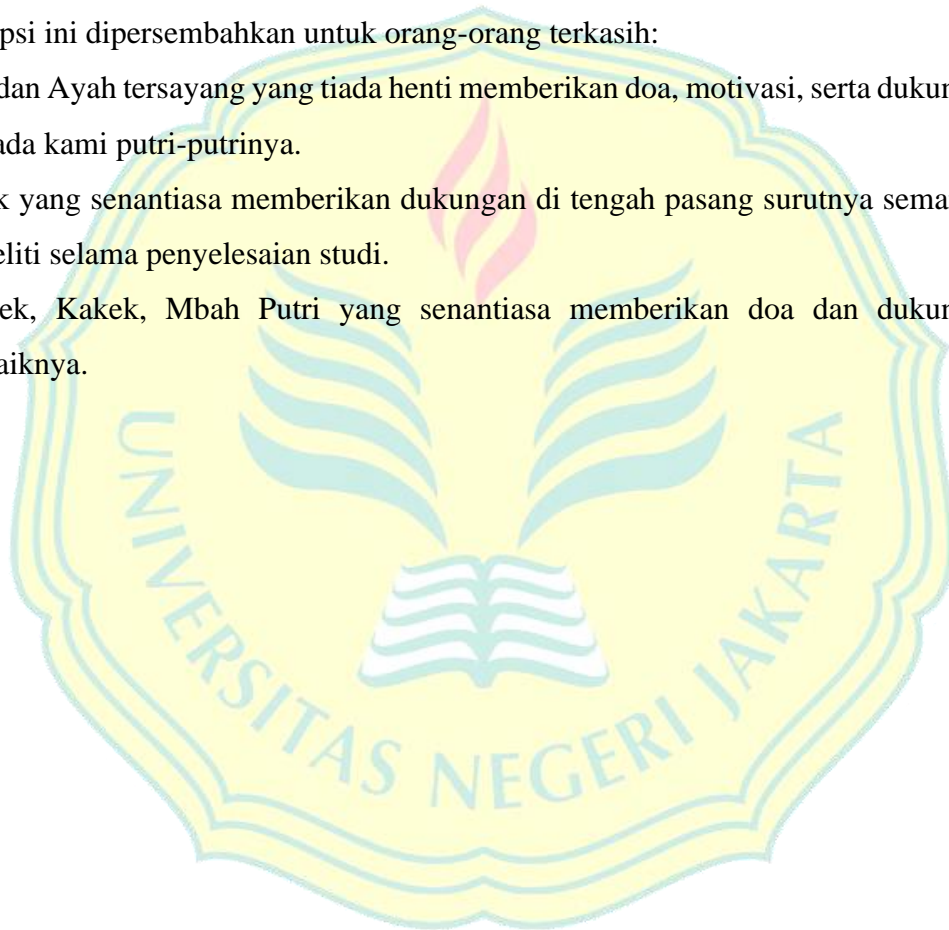 psi ini dipersembahkan untuk orang-orang terkasih:
dan Ayah tersayang yang tiada henti memberikan doa, motivasi, serta dukun
ada kami putri-putrinya.
k yang senantiasa memberikan dukungan di tengah pasang surutnya sema
eliti selama penyelesaian studi.
ek, Kakek, Mbah Putri yang senantiasa memberikan doa dan dukun
aiknya.
UNIVERSITAS NEGERI JAKARTA